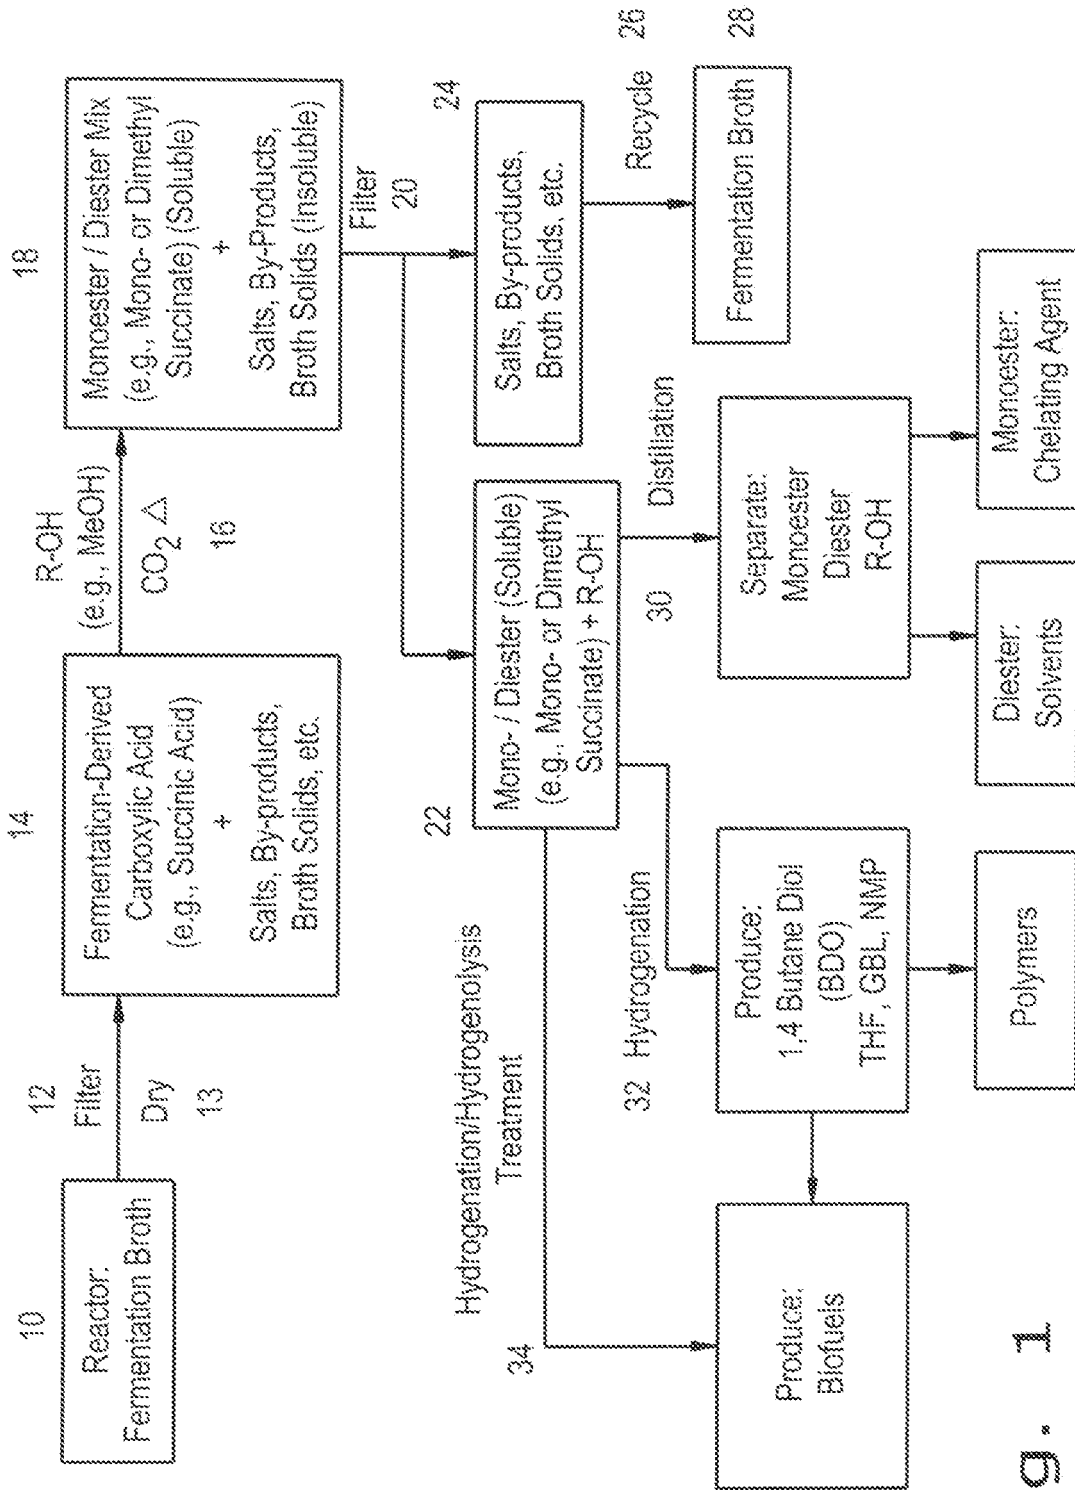 10
Reactor:
Fermentation Broth
12
Filter
Dry
13
14
Fermentation-Derived
Carboxylic Acid
(e.g., Succinic Acid)
+
Salts, By-products,
Broth Solids, etc.
R-OH
(e.g., MeOH)
CO2 △
16
18
Monoester / Diester Mix
(e.g., Mono- or Dimethyl
Succinate) (Soluble)
+
Salts, By-Products,
Broth Solids (Insoluble)
Filter
20
24
Salts, By-products,
Broth Solids, etc.
Recycle
26
28
Fermentation Broth
22
Mono- / Diester (Soluble)
(e.g., Mono- or Dimethyl
Succinate) + R-OH
Hydrogenation/Hydrogenolysis
Treatment
34
32 Hydrogenation
30
Distillation
Separate:
Monoester
Diester
R-OH
Produce:
1,4 Butane Diol
(BDO)
THF, GBL, NMP
Produce:
Biofuels
Polymers
Diester:
Solvents
Monoester:
Chelating Agent
g. 1